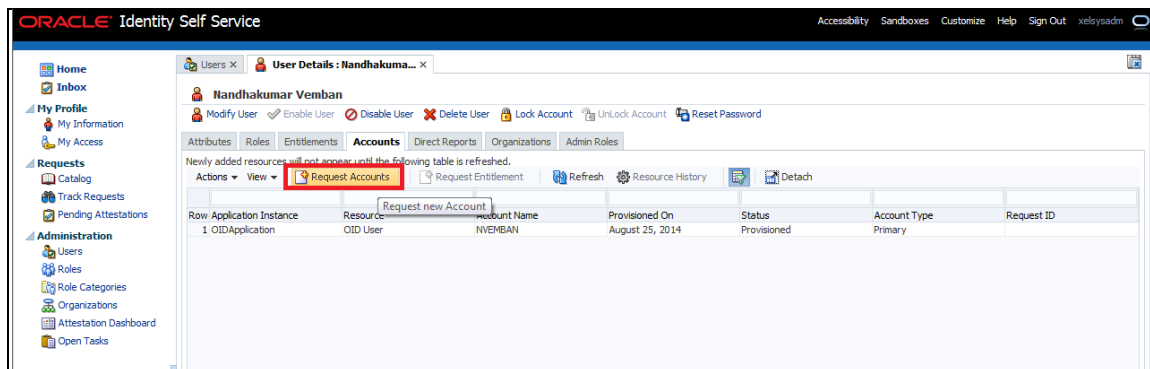 ORACLE Identity Self Service
Accessibility Sandboxes Customize Help Sign Out xelsysadm
Home
Inbox
My Profile
My Information
My Access
Requests
Catalog
Track Requests
Pending Attestations
Administration
Users
Roles
Role Categories
Organizations
Attestation Dashboard
Open Tasks
Users × User Details : Nandhakuma... ×
Nandhakumar Vemban
Modify User Enable User Disable User Delete User Lock Account UnLock Account Reset Password
Attributes Roles Entitlements Accounts Direct Reports Organizations Admin Roles
Newly added resources will not appear until the following table is refreshed.
Actions View Request Accounts Request Entitlement Refresh Resource History Detach
Request new Account
Row Application Instance Resource Account Name Provisioned On Status Account Type Request ID
1 OIDApplication OID User NVEMBAN August 25, 2014 Provisioned Primary